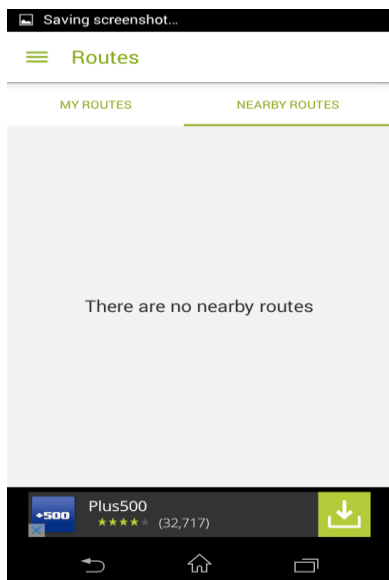 Saving screenshot...
Routes
MY ROUTES
NEARBY ROUTES
There are no nearby routes
+500
Plus500
(32,717)